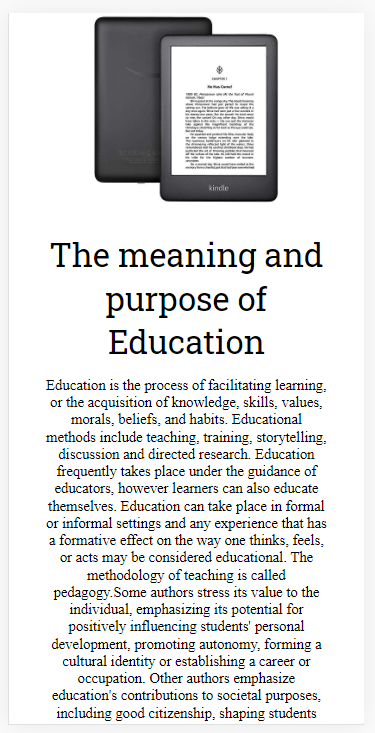 CHAPTER 1
kindle
The meaning and
purpose of
Education
Education is the process of facilitating learning,
or the acquisition of knowledge, skills, values,
morals, beliefs, and habits. Educational
methods include teaching, training, storytelling,
discussion and directed research. Education
frequently takes place under the guidance of
educators, however learners can also educate
themselves. Education can take place in formal
or informal settings and any experience that has
a formative effect on the way one thinks, feels,
or acts may be considered educational. The
methodology of teaching is called
pedagogy.Some authors stress its value to the
individual, emphasizing its potential for
positively influencing students' personal
development, promoting autonomy, forming a
cultural identity or establishing a career or
occupation. Other authors emphasize
education's contributions to societal purposes,
including good citizenship, shaping students